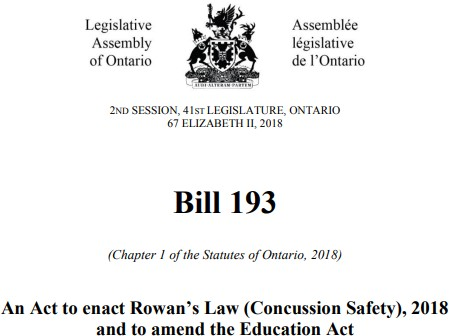 Legislative
Assembly
of Ontario
Assemblée
législative
de l'Ontario
AUDI ALTERAM PARTEM
2ND SESSION, 41ST LEGISLATURE, ONTARIO
67 ELIZABETH II, 2018
Bill 193
(Chapter 1 of the Statutes of Ontario, 2018)
An Act to enact Rowan's Law (Concussion Safety), 2018
and to amend the Education Act